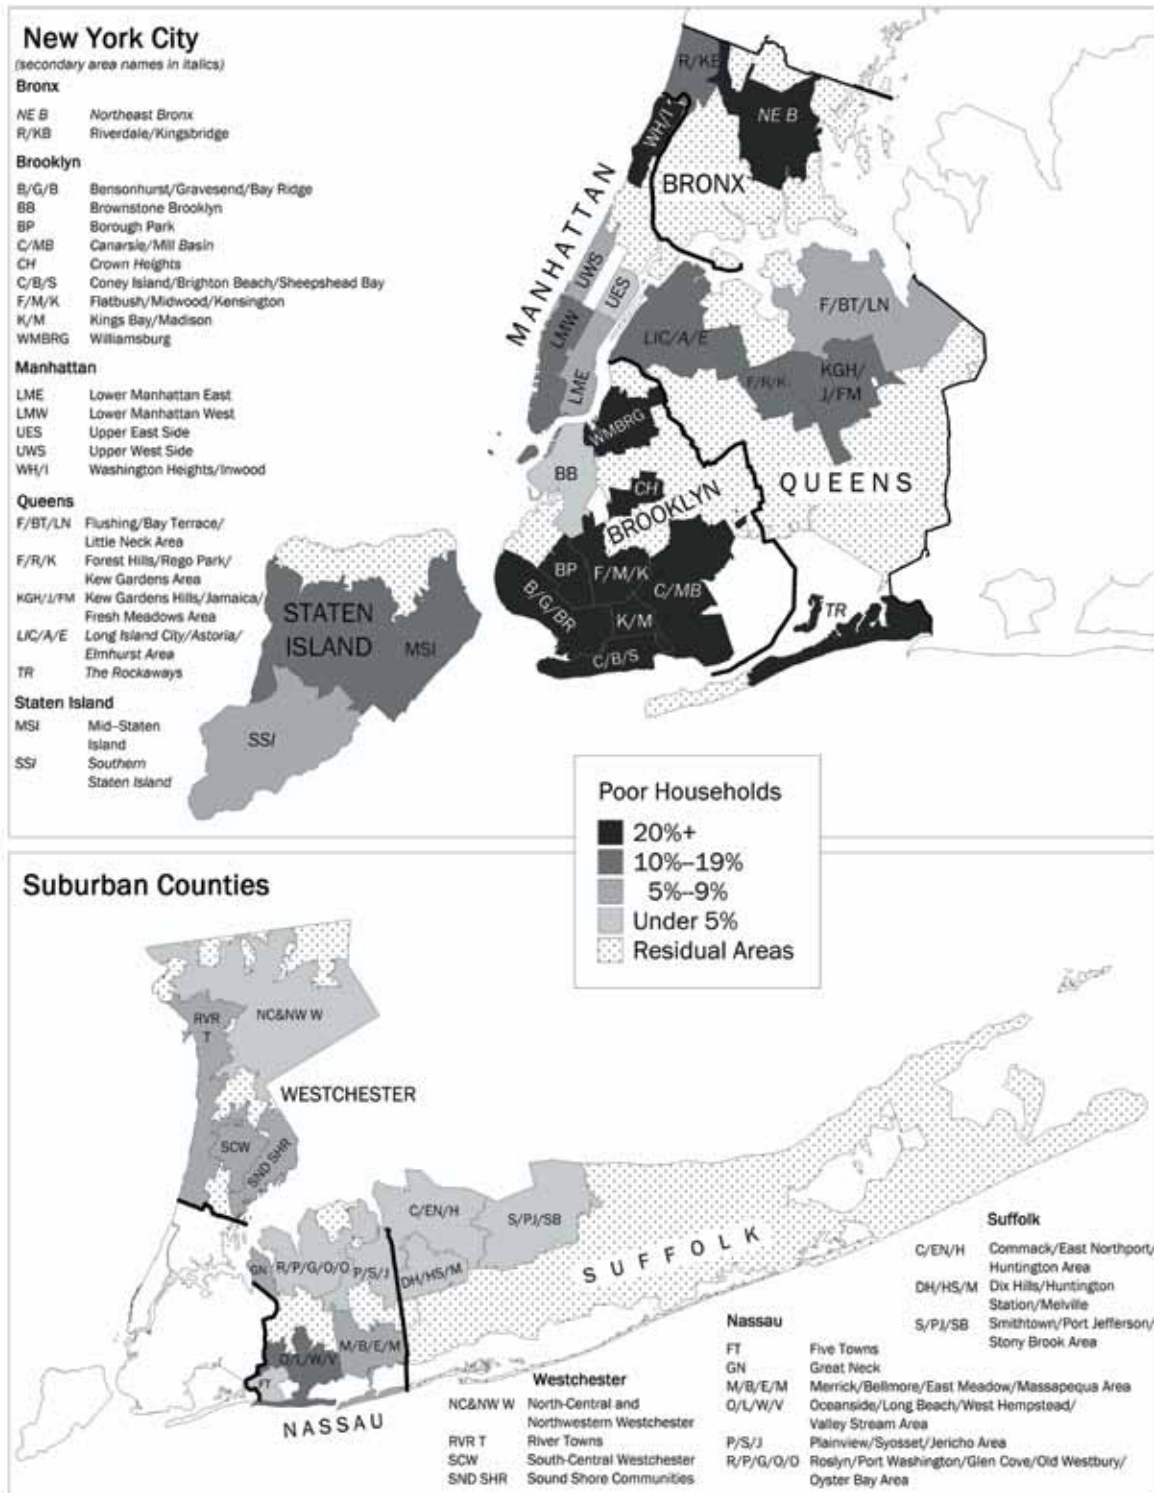 New York City
(secondary area names in italics)
Bronx
NE B Northeast Bronx
R/KB Riverdale/Kingsbridge
Brooklyn
B/G/B Bensonhurst/Gravesend/Bay Ridge
BB Brownstone Brooklyn
BP Borough Park
C/MB Canarsie/Mill Basin
CH Crown Heights
C/B/S Coney Island/Brighton Beach/Sheepshead Bay
F/M/K Flatbush/Midwood/Kensington
K/M Kings Bay/Madison
WMBRG Williamsburg
Manhattan
LME Lower Manhattan East
LMW Lower Manhattan West
UES Upper East Side
UWS Upper West Side
WH/I Washington Heights/Inwood
Queens
F/BT/LN Flushing/Bay Terrace/
Little Neck Area
F/R/K Forest Hills/Rego Park/
Kew Gardens Area
KGH/J/FM Kew Gardens Hills/Jamaica/
Fresh Meadows Area
LIC/A/E Long Island City/Astoria/
Elmhurst Area
TR The Rockaways
Staten Island
MSI Mid–Staten
Island
SSI Southern
Staten Island
R/KB
NE B
WH/I
BRONX
MANHATTAN
UWS
UES
F/BT/LN
LMW
LIC/A/E
KGH/
J/FM
F/R/K
LME
WMBRG
BB
QUEENS
CH
BROOKLYN
BP
F/M/K
C/MB
B/G/BR
K/M
C/B/S
TR
STATEN
ISLAND
MSI
SSI
Poor Households
20%+
10%–19%
5%–9%
Under 5%
Residual Areas
Suburban Counties
RVR
T
NC&NW W
WESTCHESTER
SCW
SND SHR
C/EN/H
S/PJ/SB
GN
R/P/G/O/O
P/S/J
DH/HS/M
SUFFOLK
M/B/E/M
O/L/W/V
FT
NASSAU
Westchester
NC&NW W North-Central and
Northwestern Westchester
RVR T River Towns
SCW South-Central Westchester
SND SHR Sound Shore Communities
Nassau
FT Five Towns
GN Great Neck
M/B/E/M Merrick/Bellmore/East Meadow/Massapequa Area
O/L/W/V Oceanside/Long Beach/West Hempstead/
Valley Stream Area
P/S/J Plainview/Syosset/Jericho Area
R/P/G/O/O Roslyn/Port Washington/Glen Cove/Old Westbury/
Oyster Bay Area
Suffolk
C/EN/H Commack/East Northport/
Huntington Area
DH/HS/M Dix Hills/Huntington
Station/Melville
S/PJ/SB Smithtown/Port Jefferson/
Stony Brook Area